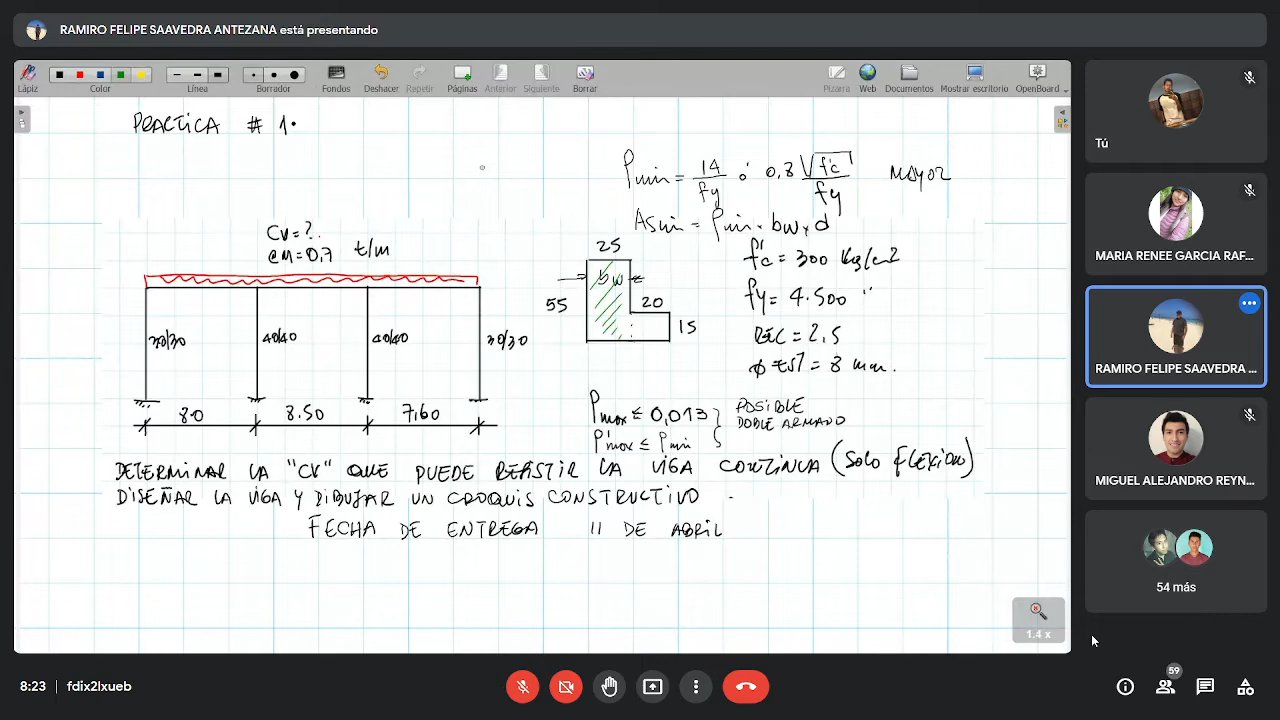 RAMIRO FELIPE SAAVEDRA ANTEZANA está presentando
Lápiz
Color
Línea
Borrador
Fondos
Deshacer
Repetir
Páginas
Anterior
Siguiente
Borrar
Pizarra
Web
Documentos
Mostrar escritorio
OpenBoard
PRACTICA # 1.
ρmin = 14/fy ó 0,8 √f'c/fy MAYOR
Asmin = ρmin × bw × d
CV = ?
CM = 0,7 t/m
25
bw
55
20
15
f'c = 300 Kg/cm2
fy = 4.500 "
REC = 2,5
φ EST = 8 mm.
30/30
40/40
40/40
30/30
8.0
8.50
7,60
ρmax ≤ 0,013
ρ'max ≤ ρmin
POSIBLE
DOBLE ARMADO
DETERMINAR LA "CV" QUE PUEDE RESISTIR LA VIGA CONTINUA (SOLO FLEXION)
DISEÑAR LA VIGA Y DIBUJAR UN CROQUIS CONSTRUCTIVO
FECHA DE ENTREGA 11 DE ABRIL
1.4 x
Tú
MARIA RENEE GARCIA RAF...
RAMIRO FELIPE SAAVEDRA ...
MIGUEL ALEJANDRO REYN...
54 más
8:23
fdix2lxueb
59